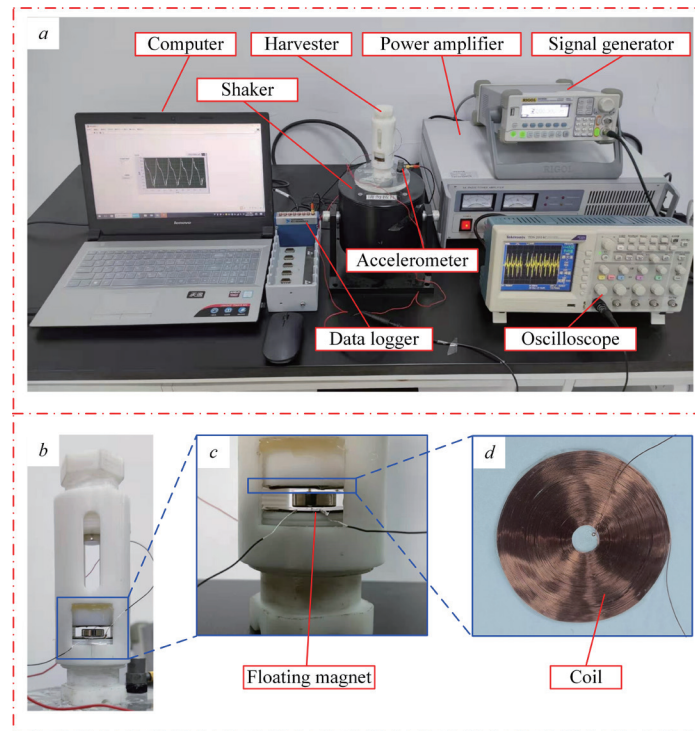 a
Computer
Harvester
Power amplifier
Signal generator
Shaker
Accelerometer
Data logger
Oscilloscope
b
c
d
Floating magnet
Coil